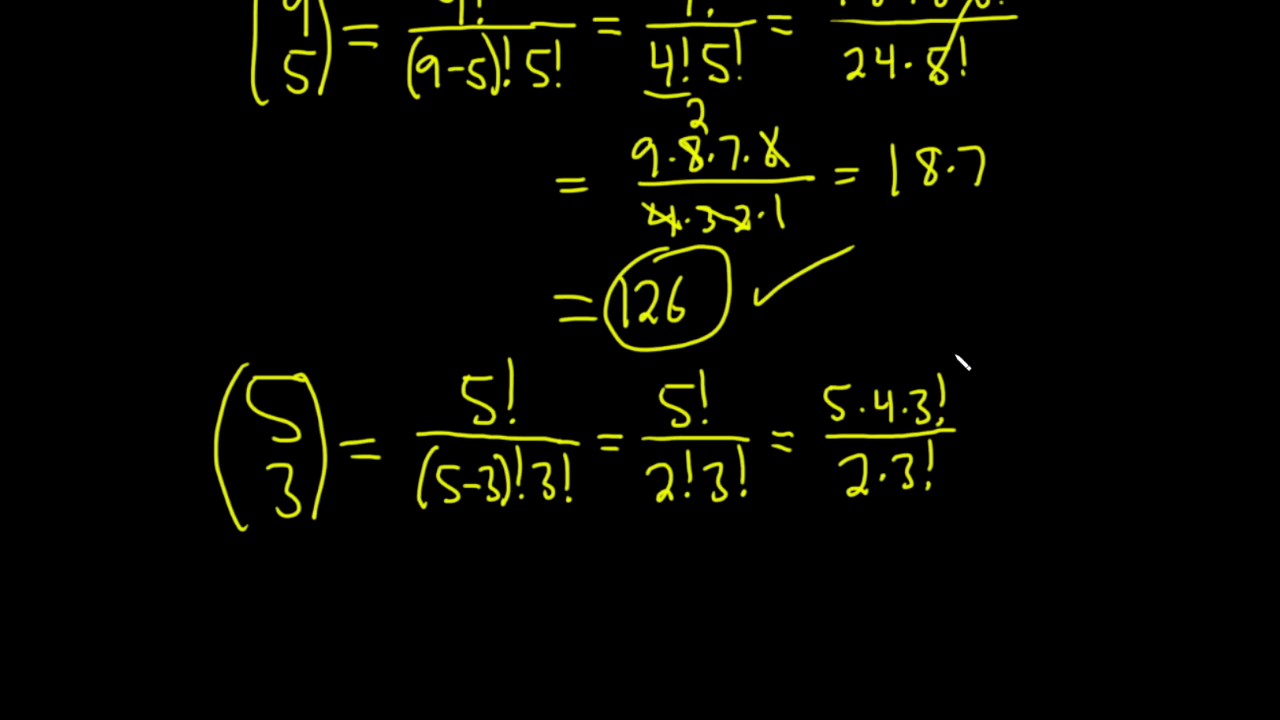 (9 5) = 9!/((9-5)!5!) = 9!/(4!5!) = /(24·5!)
= (9·8·7·6)/(4·3·2·1) = 18·7
2
= 126 ✓
(5 3) = 5!/((5-3)!3!) = 5!/(2!3!) = (5·4·3!)/(2·3!)